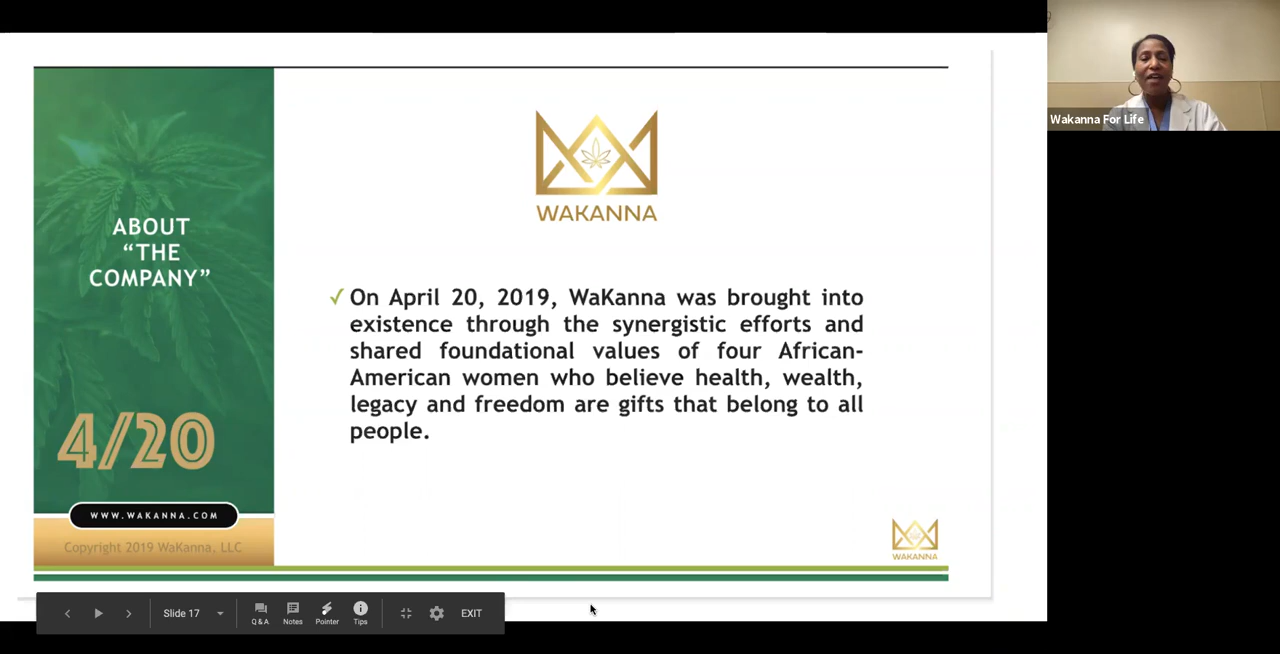 ABOUT
“THE
COMPANY”
4/20
WWW.WAKANNA.COM
Copyright 2019 WaKanna, LLC
WAKANNA
✓ On April 20, 2019, WaKanna was brought into
existence through the synergistic efforts and
shared foundational values of four African-
American women who believe health, wealth,
legacy and freedom are gifts that belong to all
people.
WAKANNA
Wakanna For Life
Slide 17
Q & A
Notes
Pointer
Tips
EXIT